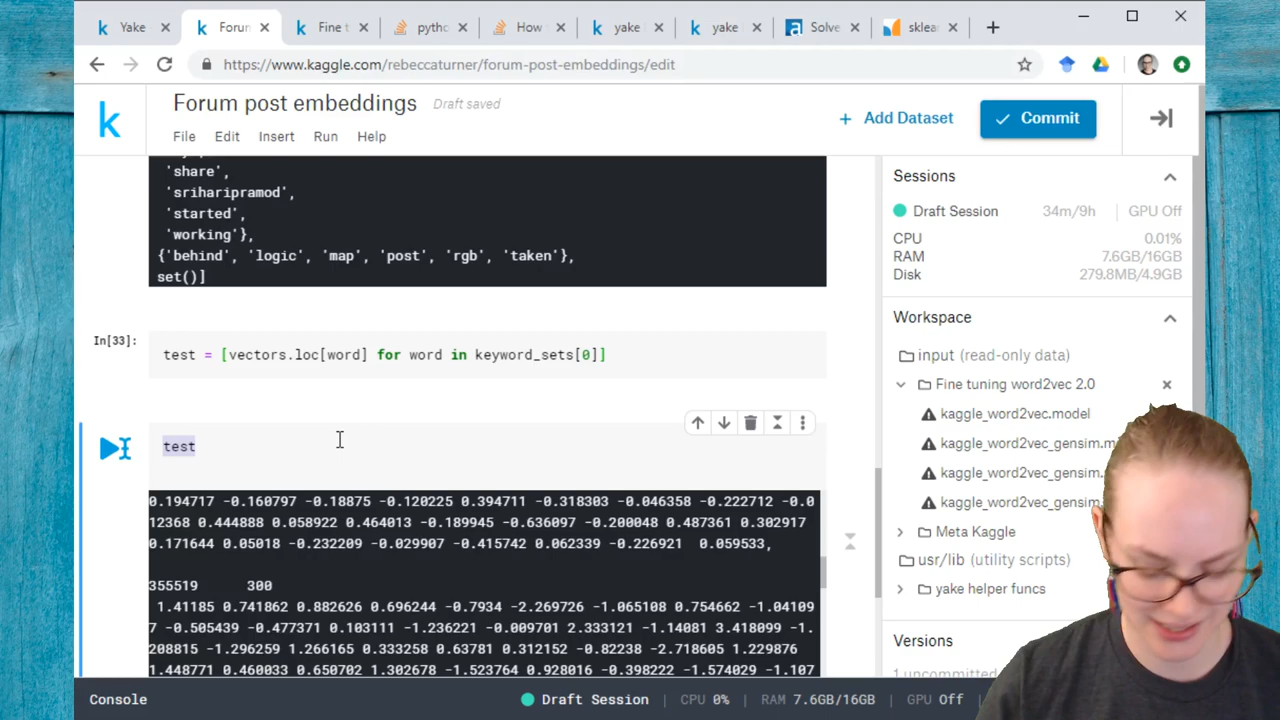 Yake
Forum
Fine t
pytho
How
yake
yake
Solve
sklea
https://www.kaggle.com/rebeccaturner/forum-post-embeddings/edit
k
Forum post embeddings
Draft saved
File Edit Insert Run Help
+ Add Dataset
Commit
'share',
'sriharipramod',
'started',
'working'},
{'behind', 'logic', 'map', 'post', 'rgb', 'taken'},
set()]
In[33]:
test = [vectors.loc[word] for word in keyword_sets[0]]
test
0.194717 -0.160797 -0.18875 -0.120225 0.394711 -0.318303 -0.046358 -0.222712 -0.0
12368 0.444888 0.058922 0.464013 -0.189945 -0.636097 -0.200048 0.487361 0.302917
0.171644 0.05018 -0.232209 -0.029907 -0.415742 0.062339 -0.226921 0.059533,
355519 300
1.41185 0.741862 0.882626 0.696244 -0.7934 -2.269726 -1.065108 0.754662 -1.04109
7 -0.505439 -0.477371 0.103111 -1.236221 -0.009701 2.333121 -1.14081 3.418099 -1.
208815 -1.296259 1.266165 0.333258 0.63781 0.312152 -0.82238 -2.718605 1.229876
1.448771 0.460033 0.650702 1.302678 -1.523764 0.928016 -0.398222 -1.574029 -1.107
Sessions
Draft Session 34m/9h GPU Off
CPU 0.01%
RAM 7.6GB/16GB
Disk 279.8MB/4.9GB
Workspace
input (read-only data)
Fine tuning word2vec 2.0
kaggle_word2vec.model
kaggle_word2vec_gensim.m
kaggle_word2vec_gensim.
kaggle_word2vec_gensim.
Meta Kaggle
usr/lib (utility scripts)
yake helper funcs
Versions
1 uncommitted
Console
Draft Session CPU 0% RAM 7.6GB/16GB GPU Off